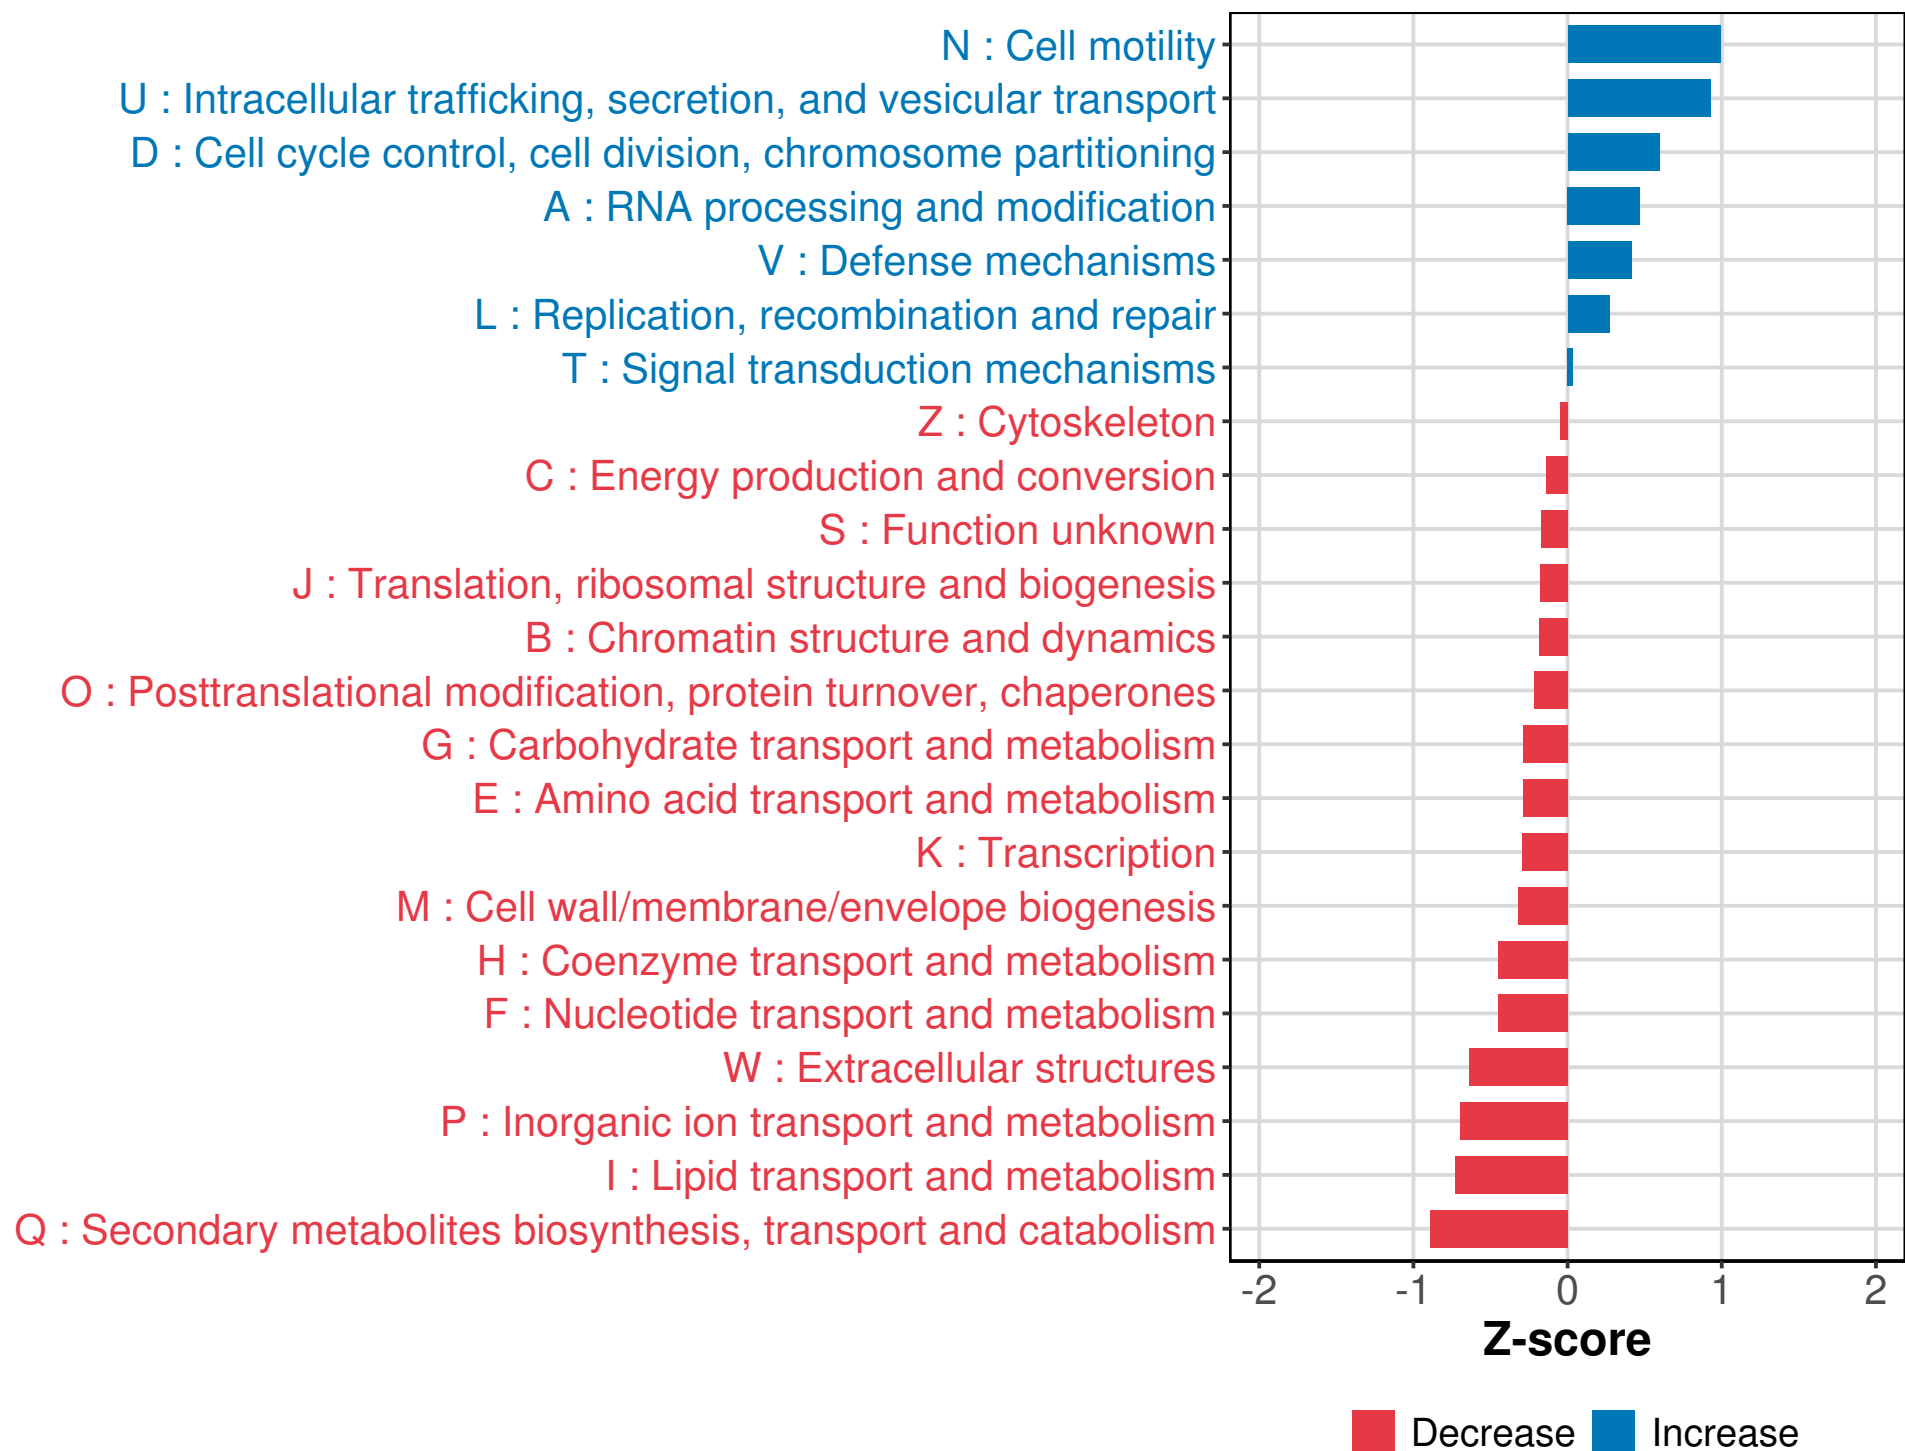 N : Cell motility
U : Intracellular trafficking, secretion, and vesicular transport
D : Cell cycle control, cell division, chromosome partitioning
A : RNA processing and modification
V : Defense mechanisms
L : Replication, recombination and repair
T : Signal transduction mechanisms
Z : Cytoskeleton
C : Energy production and conversion
S : Function unknown
J : Translation, ribosomal structure and biogenesis
B : Chromatin structure and dynamics
O : Posttranslational modification, protein turnover, chaperones
G : Carbohydrate transport and metabolism
E : Amino acid transport and metabolism
K : Transcription
M : Cell wall/membrane/envelope biogenesis
H : Coenzyme transport and metabolism
F : Nucleotide transport and metabolism
W : Extracellular structures
P : Inorganic ion transport and metabolism
I : Lipid transport and metabolism
Q : Secondary metabolites biosynthesis, transport and catabolism
-2 -1 0 1 2
Z-score
Decrease Increase